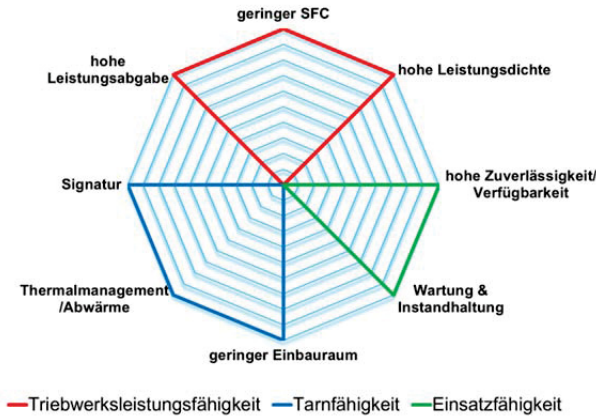 geringer SFC
hohe
Leistungsabgabe
hohe Leistungsdichte
Signatur
hohe Zuverlässigkeit/
Verfügbarkeit
Thermalmanagement
/Abwärme
Wartung &
Instandhaltung
geringer Einbauraum
Triebwerksleistungsfähigkeit
Tarnfähigkeit
Einsatzfähigkeit